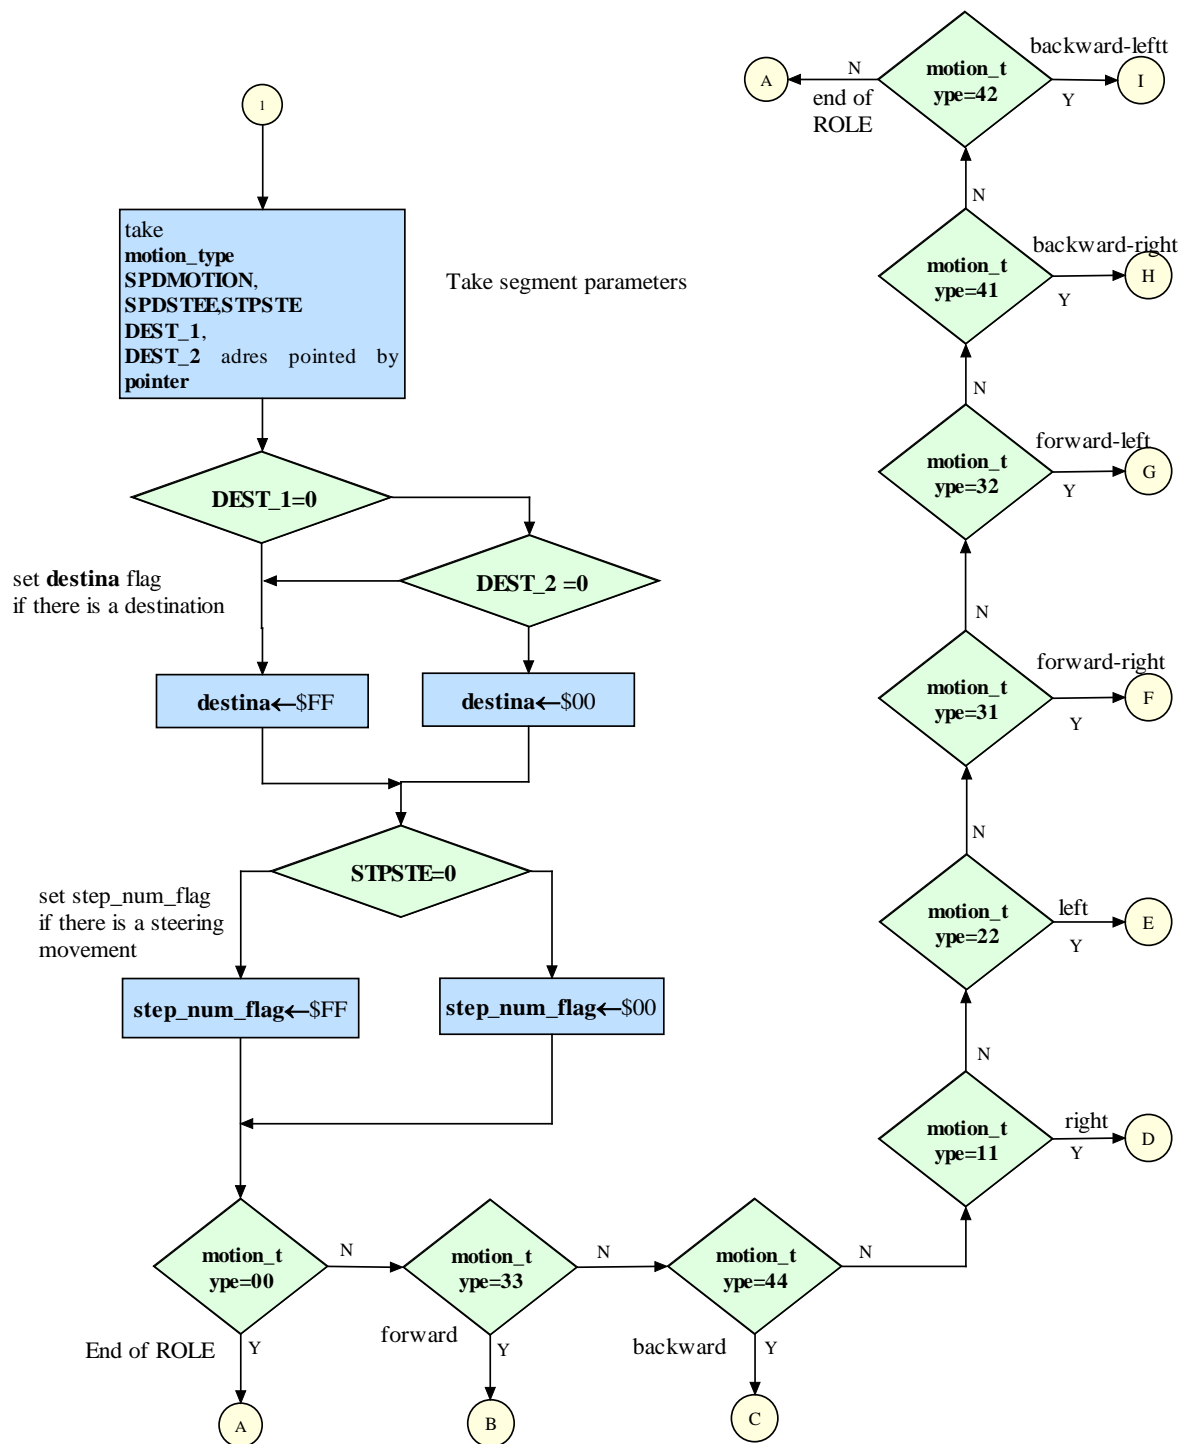 1
take
motion_type
SPDMOTION,
SPDSTEE,STPSTE
DEST_1,
DEST_2 adres pointed by
pointer
Take segment parameters
DEST_1=0
DEST_2 =0
set destina flag
if there is a destination
destina←$FF
destina←$00
STPSTE=0
set step_num_flag
if there is a steering
movement
step_num_flag←$FF
step_num_flag←$00
motion_t
ype=00
N
End of ROLE
Y
A
motion_t
ype=33
N
forward
Y
B
motion_t
ype=44
N
backward
Y
C
motion_t
ype=11
right
Y
D
N
motion_t
ype=22
left
Y
E
N
motion_t
ype=31
forward-right
Y
F
N
motion_t
ype=32
forward-left
Y
G
N
motion_t
ype=41
backward-right
Y
H
N
motion_t
ype=42
backward-leftt
Y
I
N
end of
ROLE
A